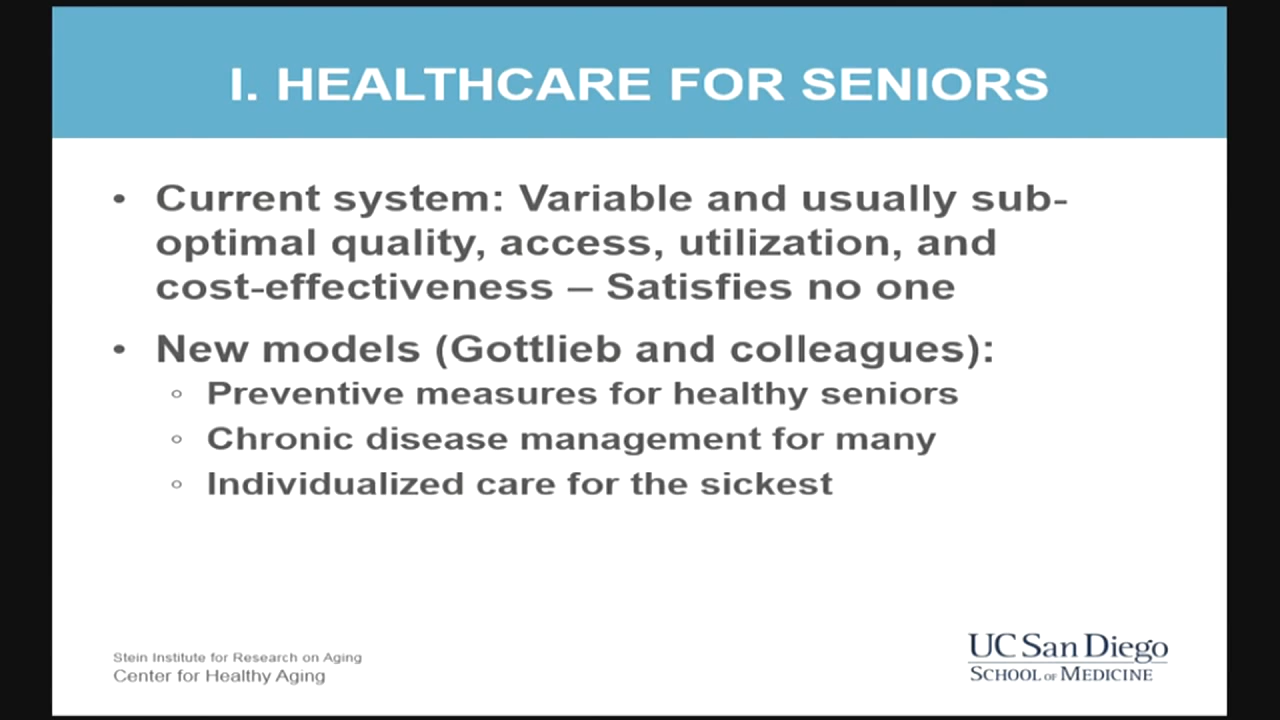 I. HEALTHCARE FOR SENIORS
• Current system: Variable and usually sub-
optimal quality, access, utilization, and
cost-effectiveness – Satisfies no one
• New models (Gottlieb and colleagues):
◦ Preventive measures for healthy seniors
◦ Chronic disease management for many
◦ Individualized care for the sickest
Stein Institute for Research on Aging
Center for Healthy Aging
UC San Diego
SCHOOL OF MEDICINE